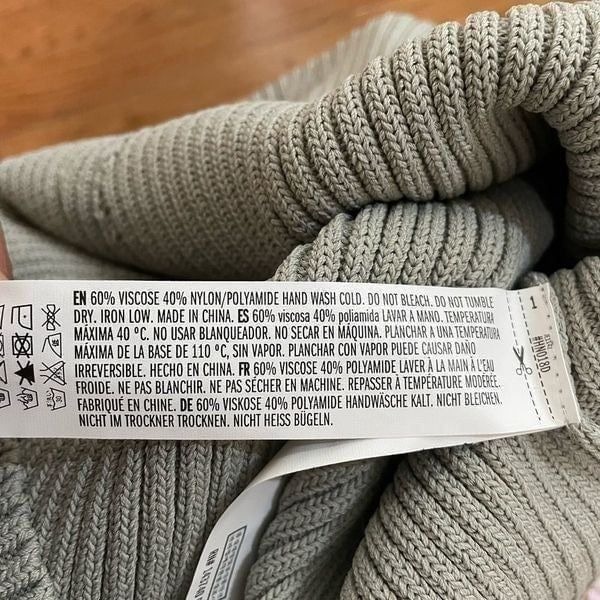 EN 60% VISCOSE 40% NYLON/POLYAMIDE HAND WASH COLD. DO NOT BLEACH. DO NOT TUMBLE
DRY. IRON LOW. MADE IN CHINA. ES 60% viscosa 40% poliamida LAVAR A MANO. TEMPERATURA
MÁXIMA 40 ºC. NO USAR BLANQUEADOR. NO SECAR EN MÁQUINA. PLANCHAR A UNA TEMPERATURA
MÁXIMA DE LA BASE DE 110 ºC, SIN VAPOR. PLANCHAR CON VAPOR PUEDE CAUSAR DAÑO
IRREVERSIBLE. HECHO EN CHINA. FR 60% VISCOSE 40% POLYAMIDE LAVER À LA MAIN À L'EAU
FROIDE. NE PAS BLANCHIR. NE PAS SÉCHER EN MACHINE. REPASSER À TEMPÉRATURE MODÉRÉE.
FABRIQUÉ EN CHINE. DE 60% VISKOSE 40% POLYAMIDE HANDWÄSCHE KALT. NICHT BLEICHEN.
NICHT IM TROCKNER TROCKNEN. NICHT HEISS BÜGELN.
1